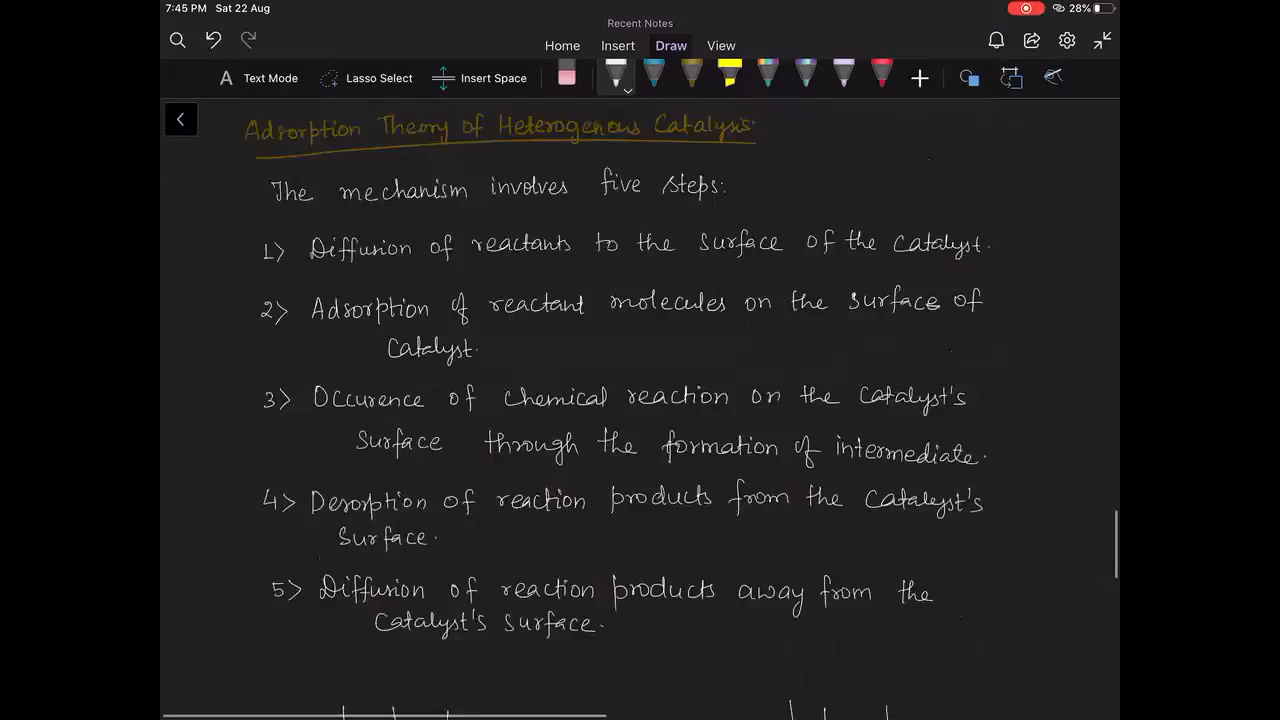 7:45 PM Sat 22 Aug
28%
Recent Notes
Home Insert Draw View
Text Mode Lasso Select Insert Space
Adsorption Theory of Heterogenous Catalysis.
The mechanism involves five steps:
1) Diffusion of reactants to the surface of the catalyst.
2) Adsorption of reactant molecules on the surface of
Catalyst.
3) Occurence of chemical reaction on the catalyst's
surface through the formation of intermediate.
4) Desorption of reaction products from the catalyst's
surface.
5) Diffusion of reaction products away from the
Catalyst's surface.